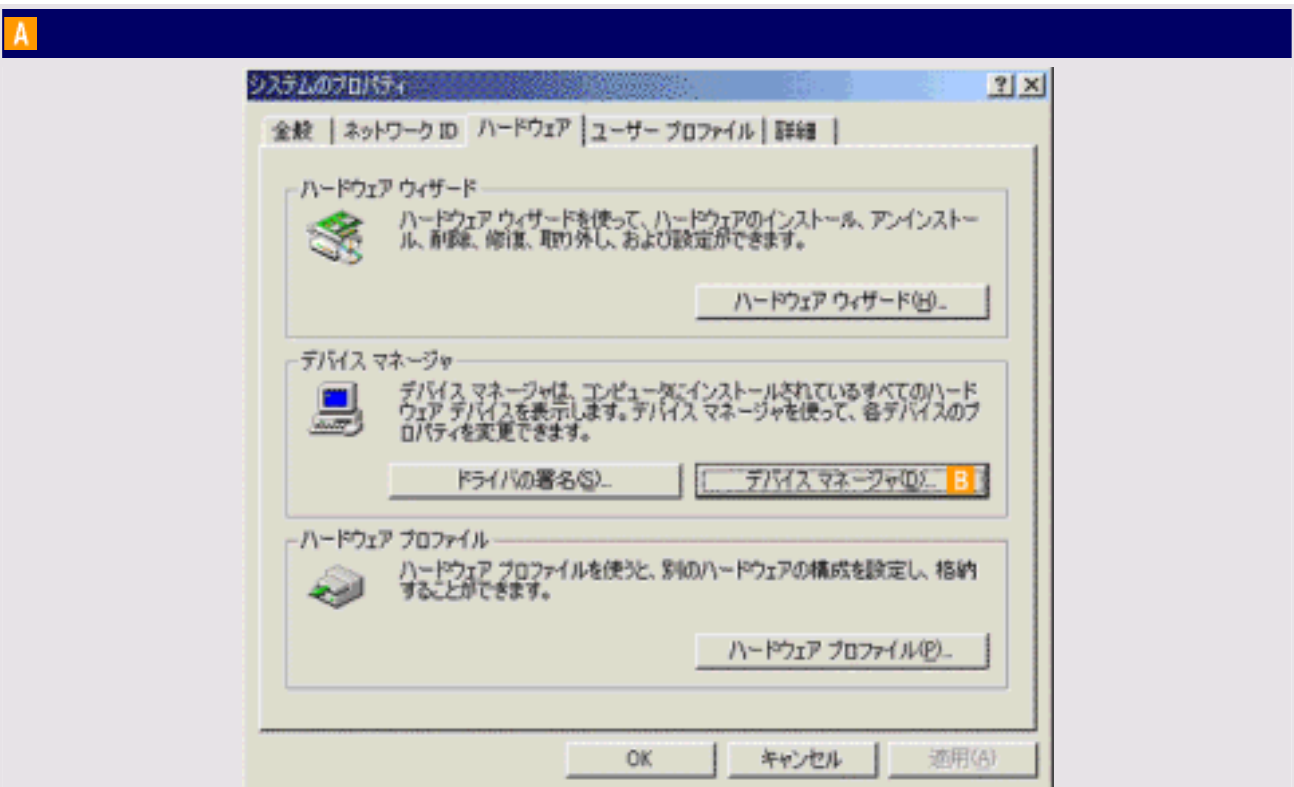 A
システムのプロパティ
全般 ネットワーク ID ハードウェア ユーザー プロファイル 詳細
ハードウェア ウィザード
ハードウェア ウィザードを使って、ハードウェアのインストール、アンインストー
ル、削除、修復、取り外し、および設定ができます。
ハードウェア ウィザード(H)...
デバイス マネージャ
デバイス マネージャは、コンピュータにインストールされているすべてのハード
ウェア デバイスを表示します。デバイス マネージャを使って、各デバイスのプ
ロパティを変更できます。
ドライバの署名(S)... デバイス マネージャ(D)... B
ハードウェア プロファイル
ハードウェア プロファイルを使うと、別のハードウェアの構成を設定し、格納
することができます。
ハードウェア プロファイル(P)...
OK キャンセル 適用(A)